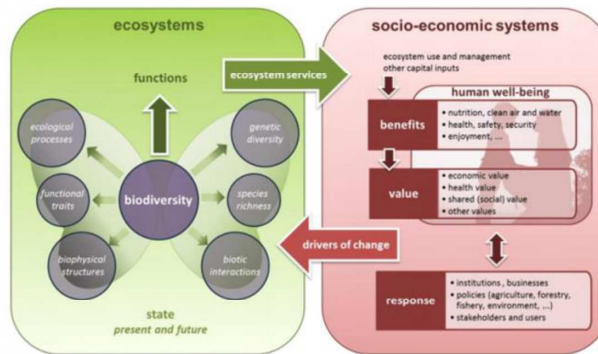 ecosystems
functions
ecological
processes
genetic
diversity
functional
traits
biodiversity
species
richness
biophysical
structures
biotic
interactions
state
present and future
ecosystem services
drivers of change
socio-economic systems
ecosystem use and management
other capital inputs
human well-being
benefits
• nutrition, clean air and water
• health, safety, security
• enjoyment, ...
value
• economic value
• health value
• shared (social) value
• other values
response
• institutions , businesses
• policies (agriculture, forestry,
fishery, environment, ...)
• stakeholders and users